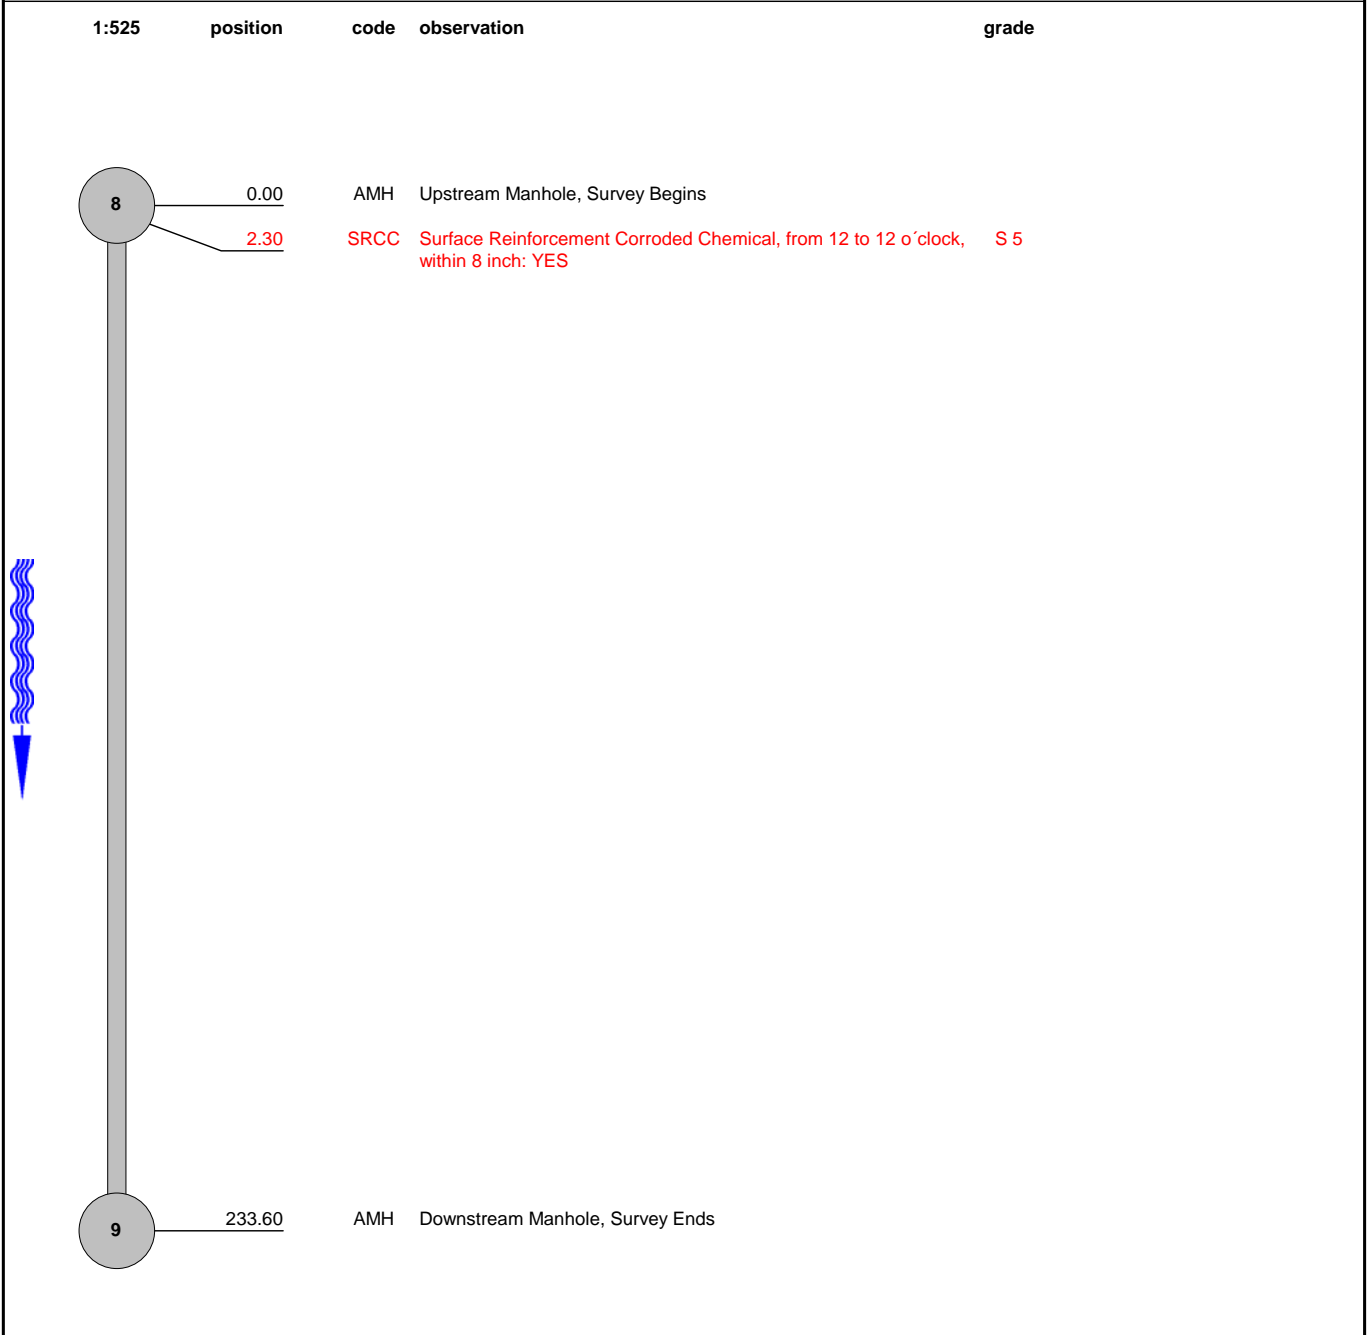 1:525 position code observation grade
8 0.00 AMH Upstream Manhole, Survey Begins
2.30 SRCC Surface Reinforcement Corroded Chemical, from 12 to 12 o´clock, S 5
within 8 inch: YES
9 233.60 AMH Downstream Manhole, Survey Ends